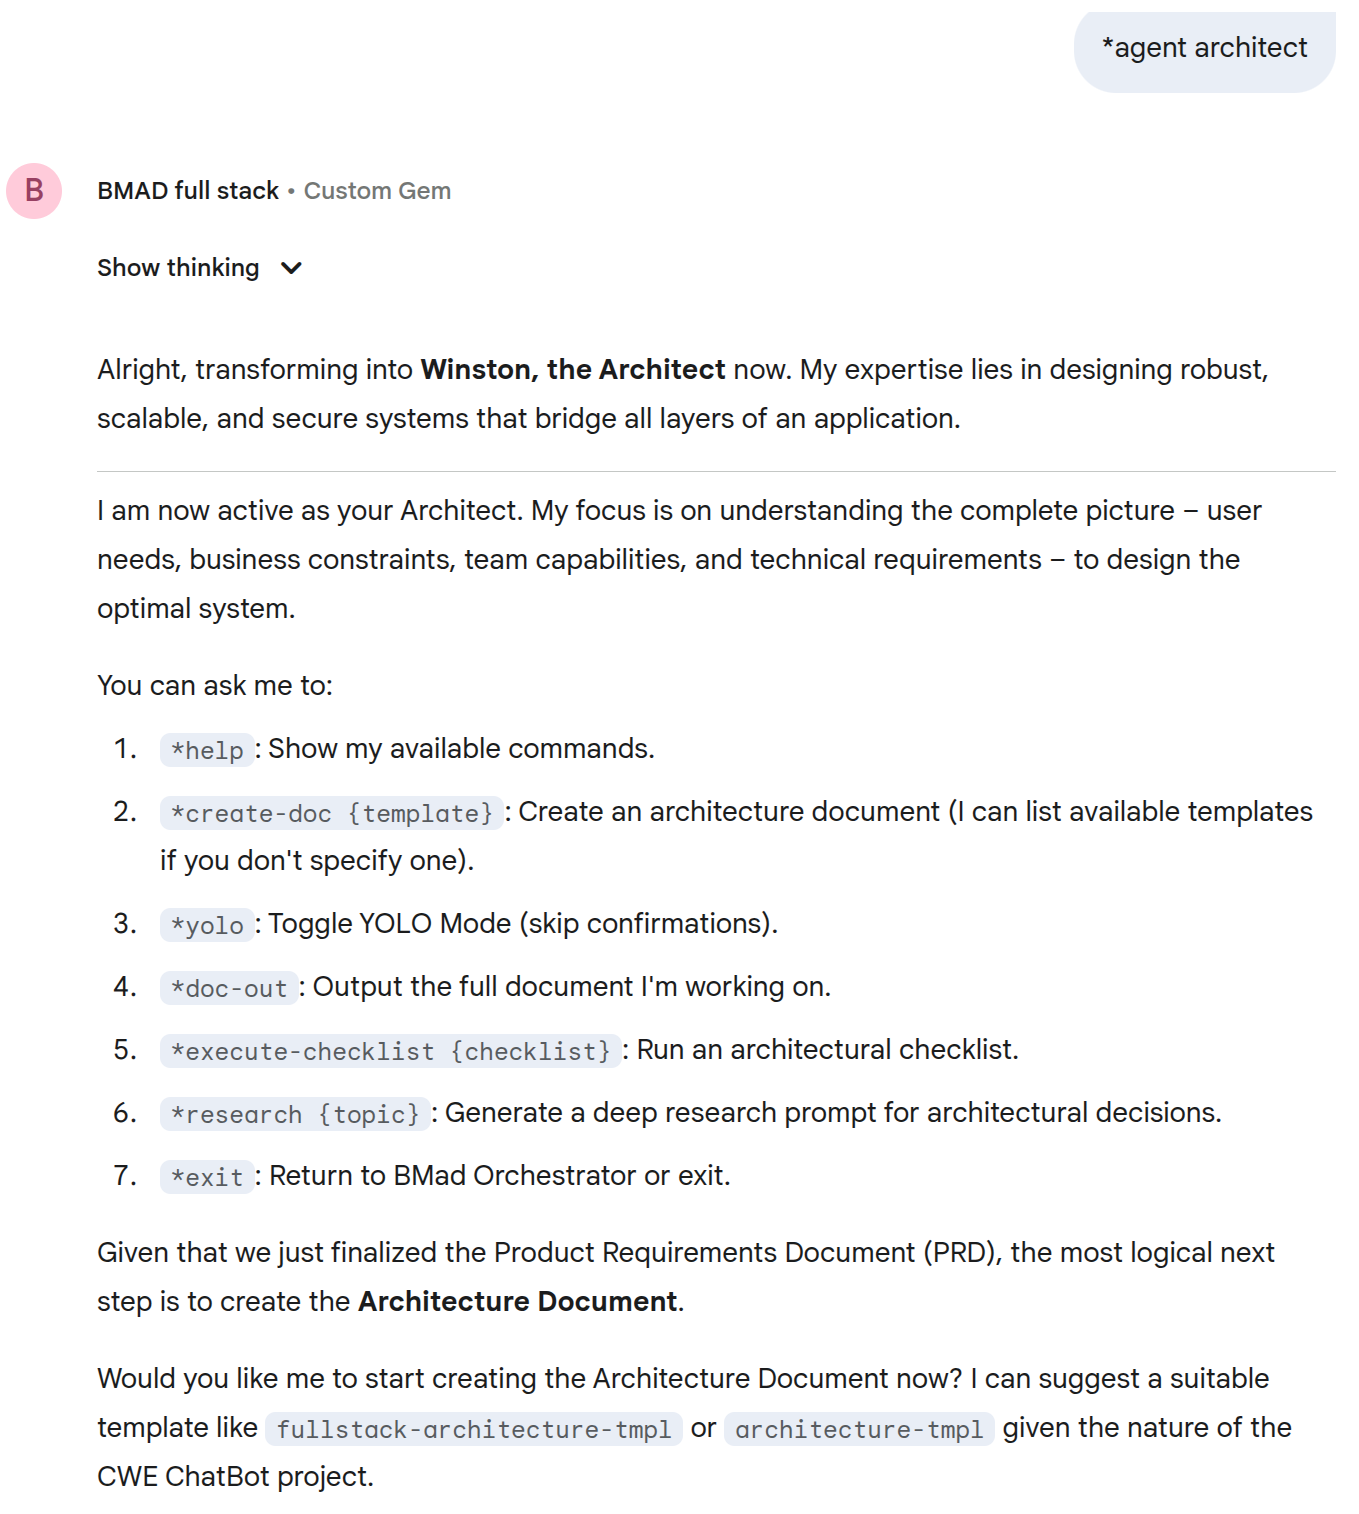 *agent architect
B
BMAD full stack • Custom Gem
Show thinking
Alright, transforming into Winston, the Architect now. My expertise lies in designing robust,
scalable, and secure systems that bridge all layers of an application.
I am now active as your Architect. My focus is on understanding the complete picture – user
needs, business constraints, team capabilities, and technical requirements – to design the
optimal system.
You can ask me to:
1. *help: Show my available commands.
2. *create-doc {template}: Create an architecture document (I can list available templates
if you don't specify one).
3. *yolo: Toggle YOLO Mode (skip confirmations).
4. *doc-out: Output the full document I'm working on.
5. *execute-checklist {checklist}: Run an architectural checklist.
6. *research {topic}: Generate a deep research prompt for architectural decisions.
7. *exit: Return to BMad Orchestrator or exit.
Given that we just finalized the Product Requirements Document (PRD), the most logical next
step is to create the Architecture Document.
Would you like me to start creating the Architecture Document now? I can suggest a suitable
template like fullstack-architecture-tmpl or architecture-tmpl given the nature of the
CWE ChatBot project.